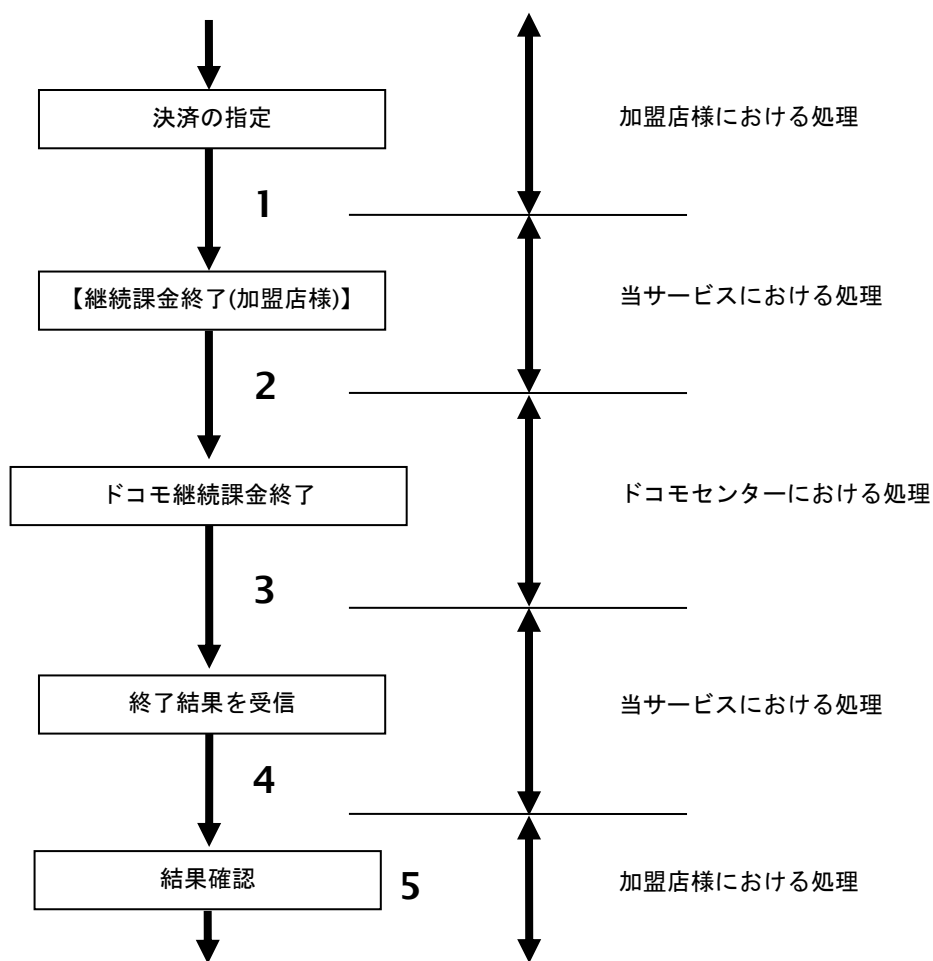 決済の指定
加盟店様における処理
1
【継続課金終了(加盟店様)】
当サービスにおける処理
2
ドコモ継続課金終了
ドコモセンターにおける処理
3
終了結果を受信
当サービスにおける処理
4
結果確認
5
加盟店様における処理